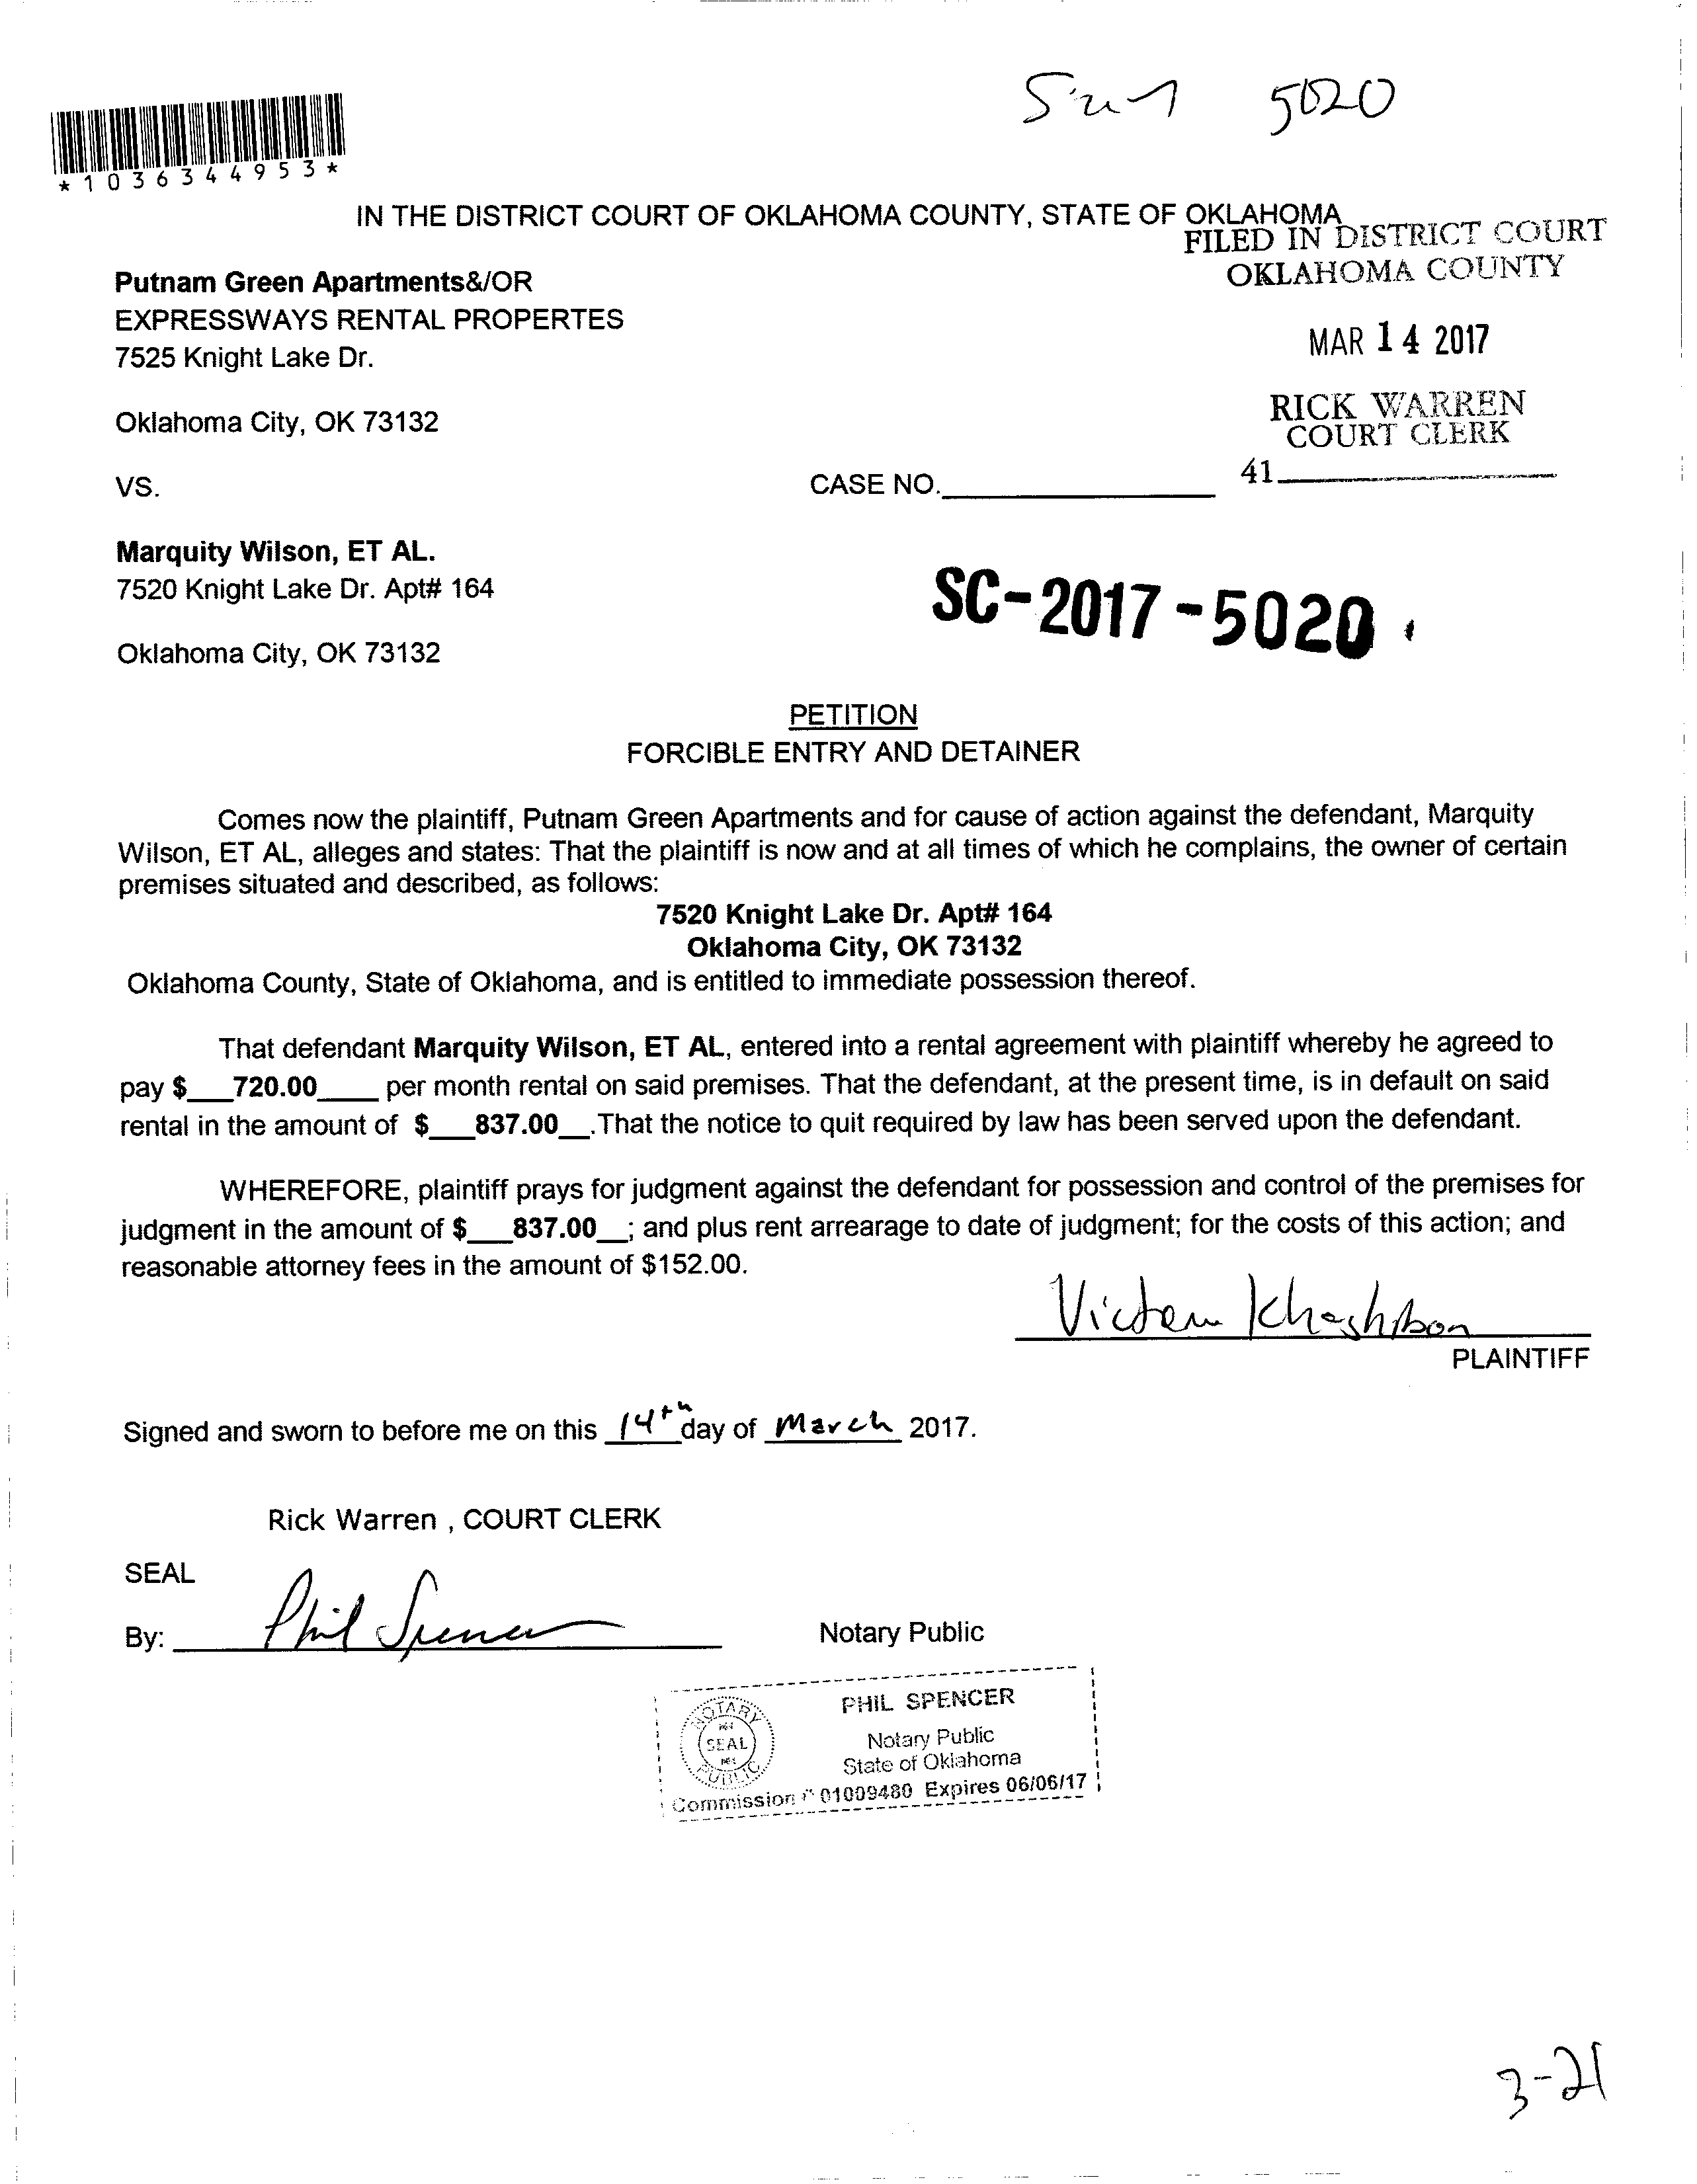 5020
*1036344953*
IN THE DISTRICT COURT OF OKLAHOMA COUNTY, STATE OF OKLAHOMA
FILED IN DISTRICT COURT
OKLAHOMA COUNTY
Putnam Green Apartments&/OR
EXPRESSWAYS RENTAL PROPERTES
7525 Knight Lake Dr.
MAR 14 2017
Oklahoma City, OK 73132
RICK WARREN
COURT CLERK
41
VS.
CASE NO.
Marquity Wilson, ET AL.
7520 Knight Lake Dr. Apt# 164
SC-2017-5020
Oklahoma City, OK 73132
PETITION
FORCIBLE ENTRY AND DETAINER
Comes now the plaintiff, Putnam Green Apartments and for cause of action against the defendant, Marquity
Wilson, ET AL, alleges and states: That the plaintiff is now and at all times of which he complains, the owner of certain
premises situated and described, as follows:
7520 Knight Lake Dr. Apt# 164
Oklahoma City, OK 73132
Oklahoma County, State of Oklahoma, and is entitled to immediate possession thereof.
That defendant Marquity Wilson, ET AL, entered into a rental agreement with plaintiff whereby he agreed to
pay $___720.00____ per month rental on said premises. That the defendant, at the present time, is in default on said
rental in the amount of $___837.00__.That the notice to quit required by law has been served upon the defendant.
WHEREFORE, plaintiff prays for judgment against the defendant for possession and control of the premises for
judgment in the amount of $___837.00__; and plus rent arrearage to date of judgment; for the costs of this action; and
reasonable attorney fees in the amount of $152.00.
PLAINTIFF
Signed and sworn to before me on this 14th day of March 2017.
Rick Warren , COURT CLERK
SEAL
By: Phil Spencer
Notary Public
NOTARY
SEAL
PUBLIC
PHIL SPENCER
Notary Public
State of Oklahoma
Commission # 01009480 Expires 06/06/17
3-21